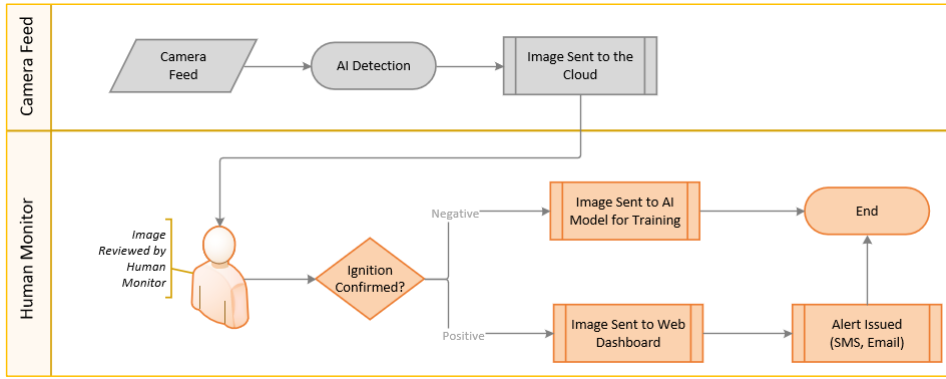 Camera Feed
Camera
Feed
AI Detection
Image Sent to the
Cloud
Human Monitor
Image
Reviewed by
Human
Monitor
Ignition
Confirmed?
Negative
Image Sent to AI
Model for Training
End
Positive
Image Sent to Web
Dashboard
Alert Issued
(SMS, Email)